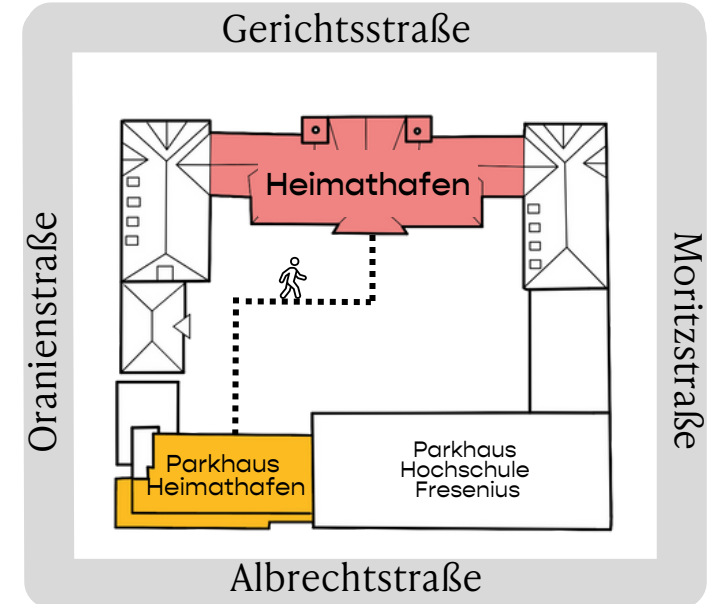 Gerichtsstraße
Heimathafen
Oranienstraße
Moritzstraße
Parkhaus
Heimathafen
Parkhaus
Hochschule
Fresenius
Albrechtstraße